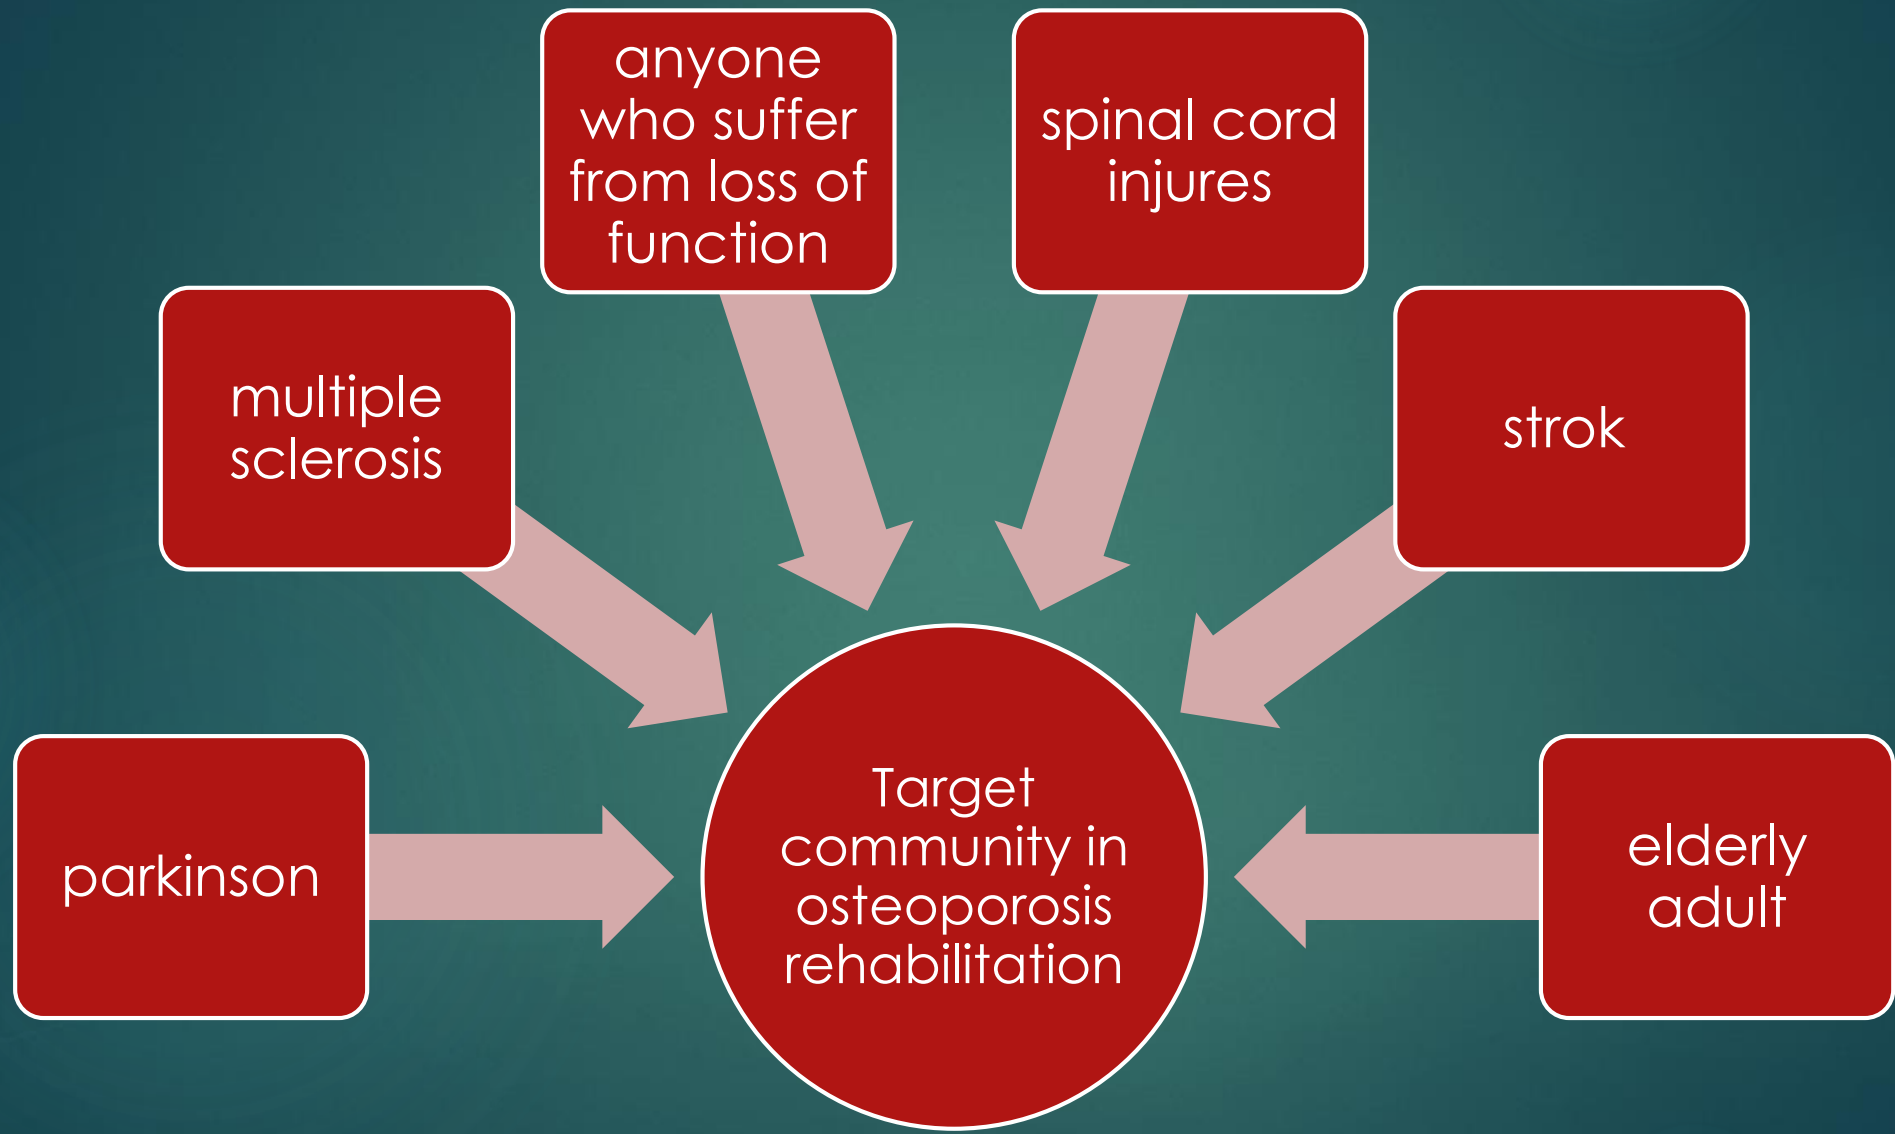 anyone
who suffer
from loss of
function
spinal cord
injures
multiple
sclerosis
strok
parkinson
Target
community in
osteoporosis
rehabilitation
elderly
adult